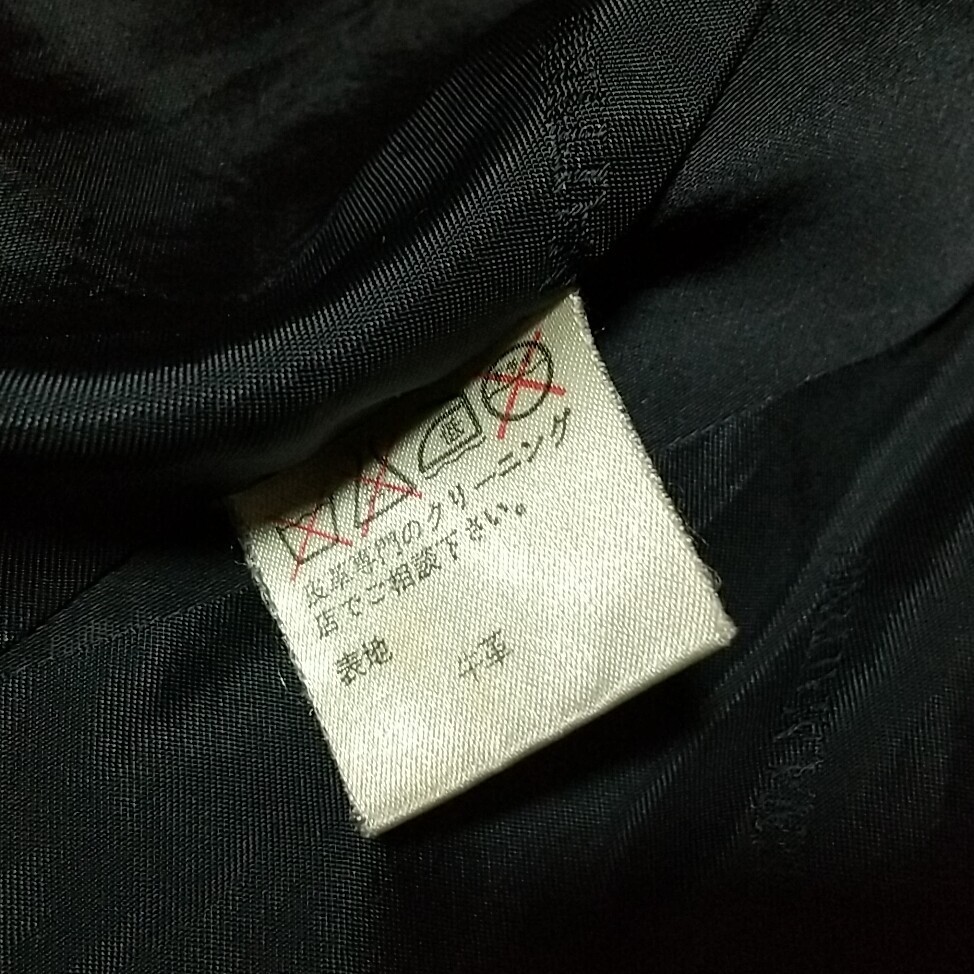 低
皮革専門のクリーニング
店でご相談下さい。
表地 牛革